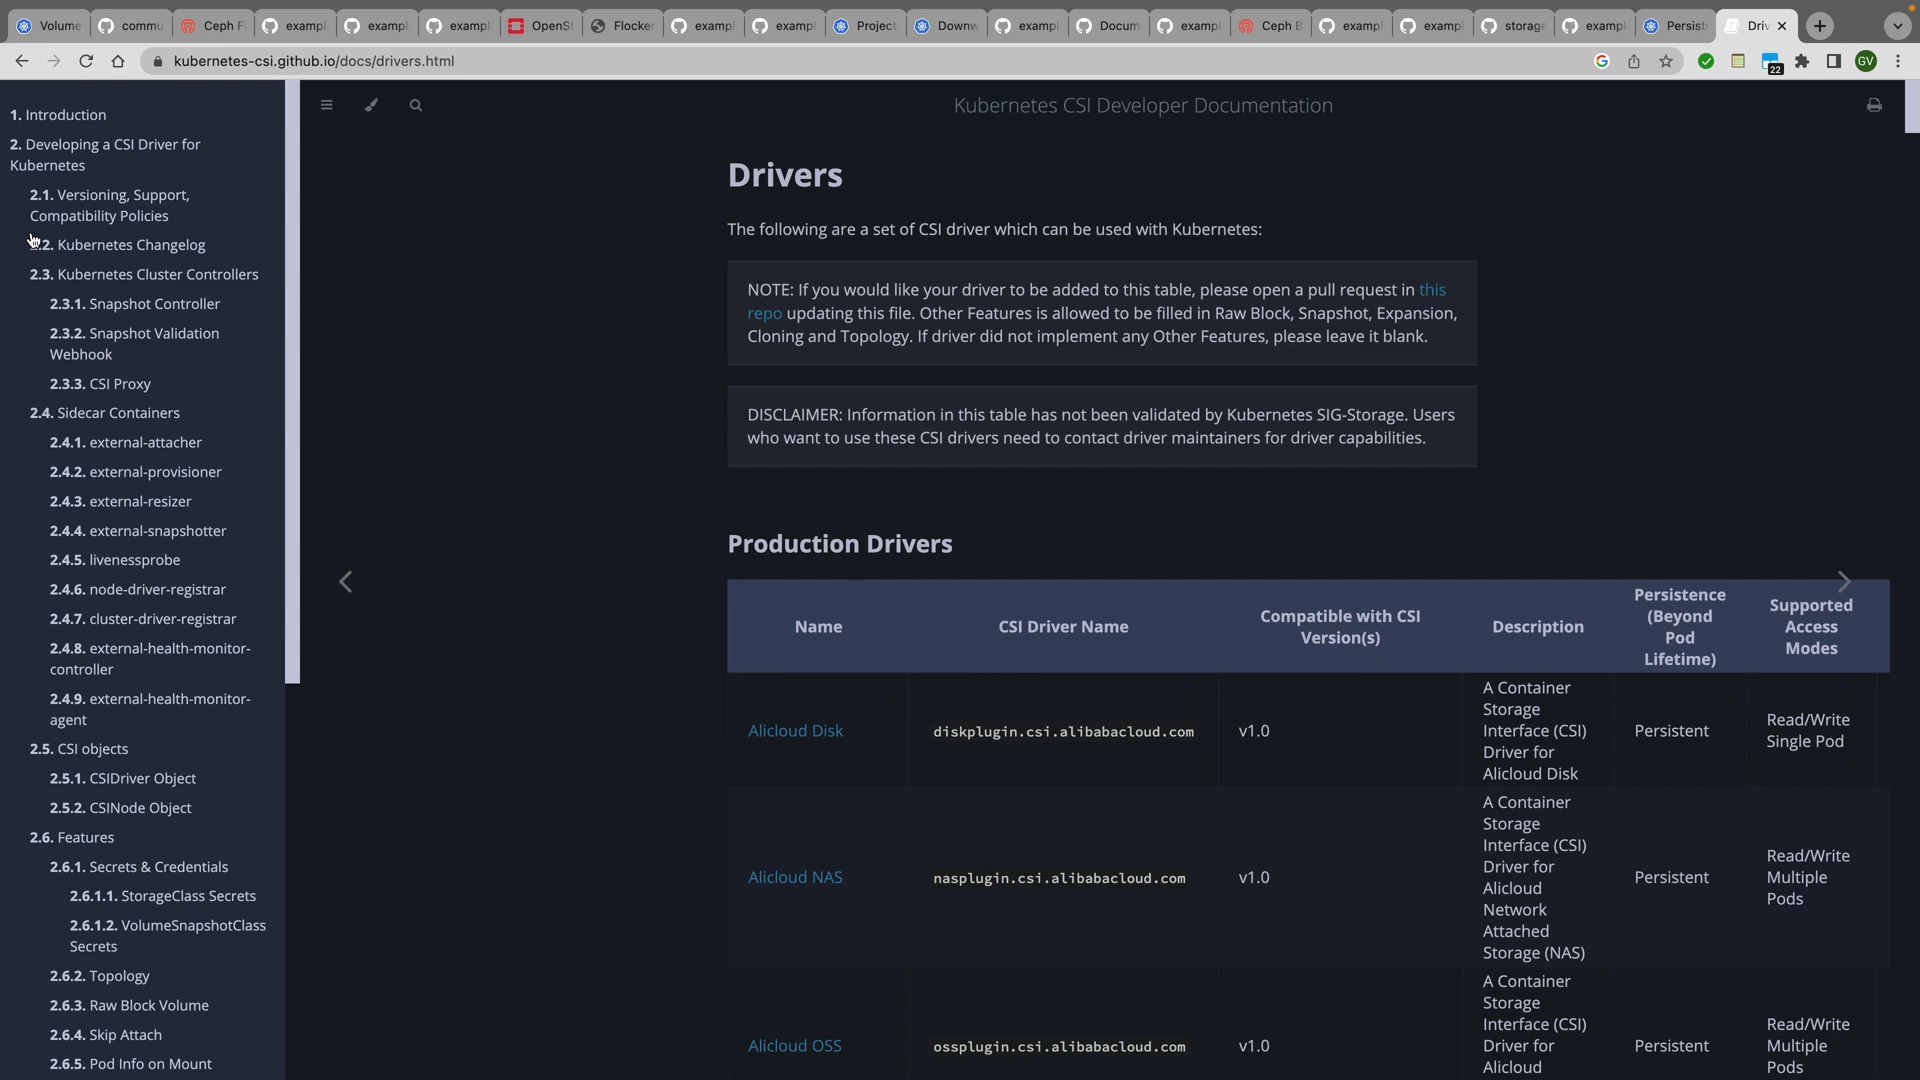 Volume
commu
Ceph F
exampl
exampl
exampl
OpenSt
Flocker
exampl
exampl
Project
Downw
exampl
Docum
exampl
Ceph B
exampl
exampl
storage
exampl
Persist
Driv
kubernetes-csi.github.io/docs/drivers.html
22
GV
1. Introduction
2. Developing a CSI Driver for
Kubernetes
2.1. Versioning, Support,
Compatibility Policies
2.2. Kubernetes Changelog
2.3. Kubernetes Cluster Controllers
2.3.1. Snapshot Controller
2.3.2. Snapshot Validation
Webhook
2.3.3. CSI Proxy
2.4. Sidecar Containers
2.4.1. external-attacher
2.4.2. external-provisioner
2.4.3. external-resizer
2.4.4. external-snapshotter
2.4.5. livenessprobe
2.4.6. node-driver-registrar
2.4.7. cluster-driver-registrar
2.4.8. external-health-monitor-
controller
2.4.9. external-health-monitor-
agent
2.5. CSI objects
2.5.1. CSIDriver Object
2.5.2. CSINode Object
2.6. Features
2.6.1. Secrets & Credentials
2.6.1.1. StorageClass Secrets
2.6.1.2. VolumeSnapshotClass
Secrets
2.6.2. Topology
2.6.3. Raw Block Volume
2.6.4. Skip Attach
2.6.5. Pod Info on Mount
Kubernetes CSI Developer Documentation
Drivers
The following are a set of CSI driver which can be used with Kubernetes:
NOTE: If you would like your driver to be added to this table, please open a pull request in this
repo updating this file. Other Features is allowed to be filled in Raw Block, Snapshot, Expansion,
Cloning and Topology. If driver did not implement any Other Features, please leave it blank.
DISCLAIMER: Information in this table has not been validated by Kubernetes SIG-Storage. Users
who want to use these CSI drivers need to contact driver maintainers for driver capabilities.
Production Drivers
Name
CSI Driver Name
Compatible with CSI
Version(s)
Description
Persistence
(Beyond
Pod
Lifetime)
Supported
Access
Modes
Alicloud Disk
diskplugin.csi.alibabacloud.com
v1.0
A Container
Storage
Interface (CSI)
Driver for
Alicloud Disk
Persistent
Read/Write
Single Pod
Alicloud NAS
nasplugin.csi.alibabacloud.com
v1.0
A Container
Storage
Interface (CSI)
Driver for
Alicloud
Network
Attached
Storage (NAS)
Persistent
Read/Write
Multiple
Pods
Alicloud OSS
ossplugin.csi.alibabacloud.com
v1.0
A Container
Storage
Interface (CSI)
Driver for
Alicloud
Persistent
Read/Write
Multiple
Pods